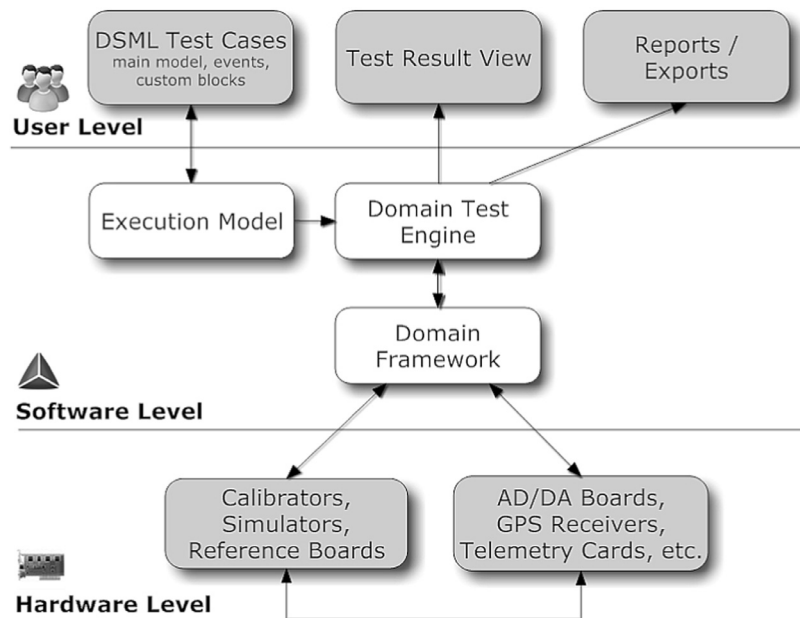 DSML Test Cases
main model, events,
custom blocks
Test Result View
Reports /
Exports
User Level
Execution Model
Domain Test
Engine
Domain
Framework
Software Level
Calibrators,
Simulators,
Reference Boards
AD/DA Boards,
GPS Receivers,
Telemetry Cards, etc.
Hardware Level